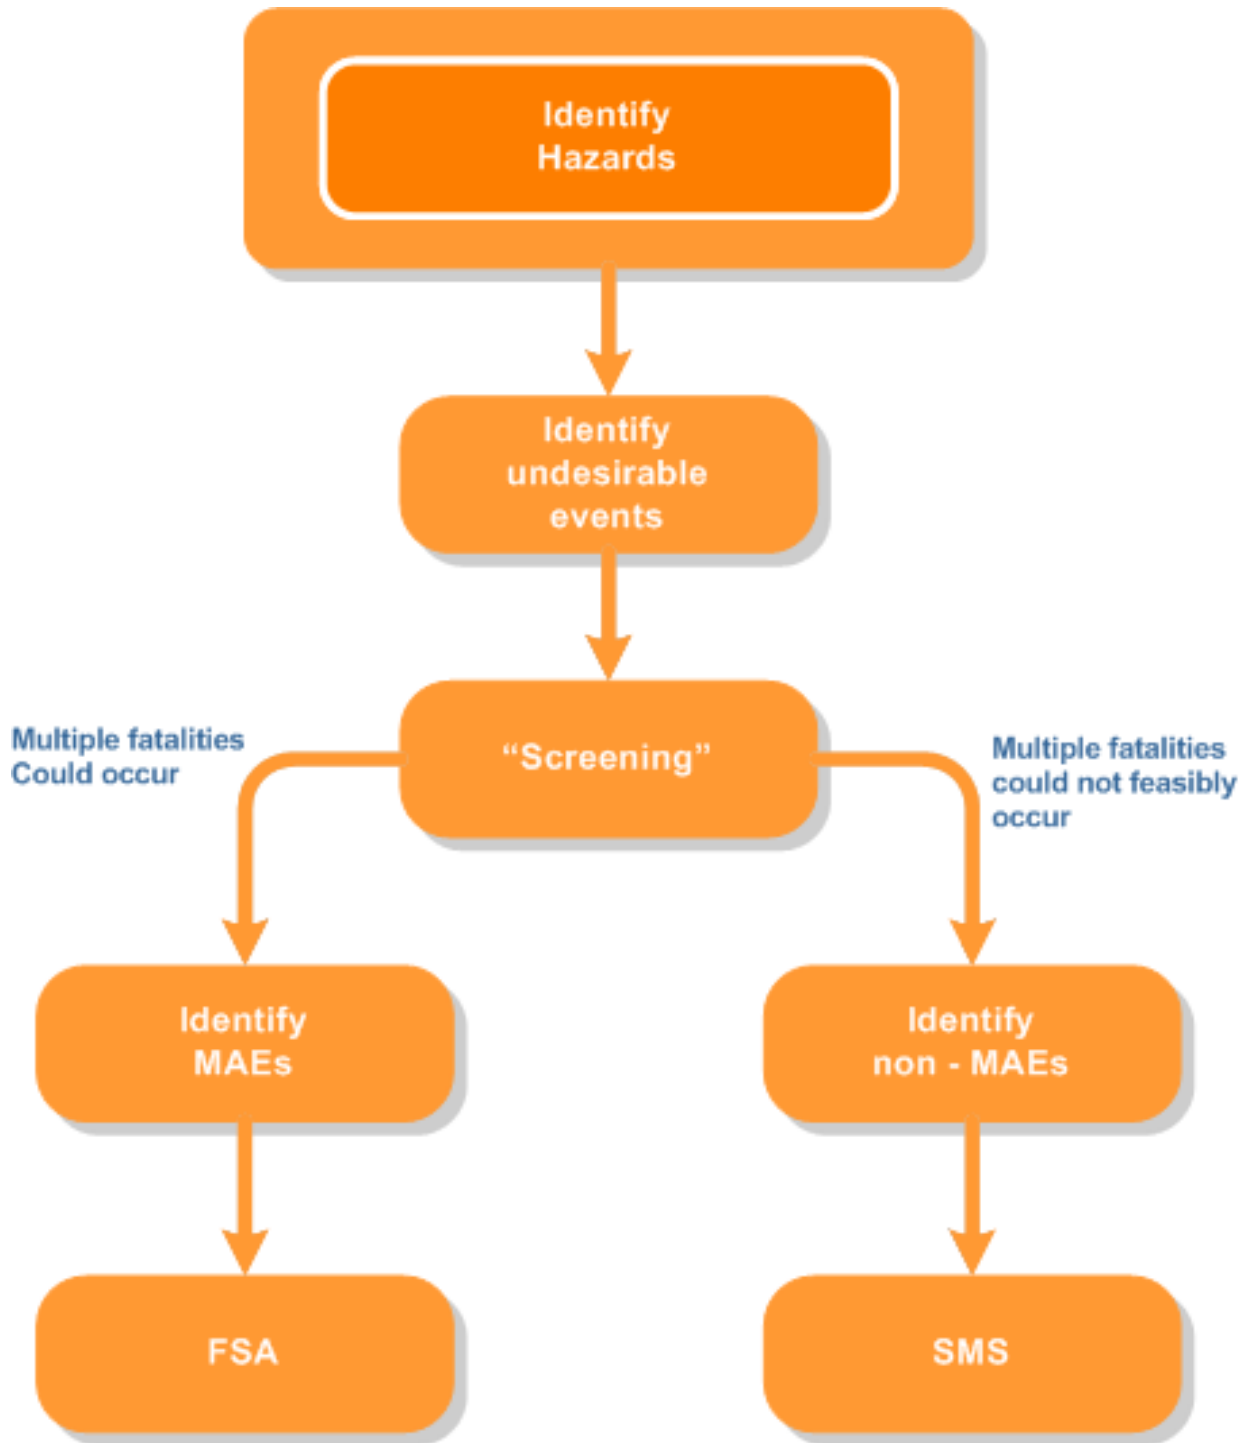 Identify
Hazards
Identify
undesirable
events
“Screening”
Multiple fatalities
Could occur
Multiple fatalities
could not feasibly
occur
Identify
MAEs
Identify
non - MAEs
FSA
SMS